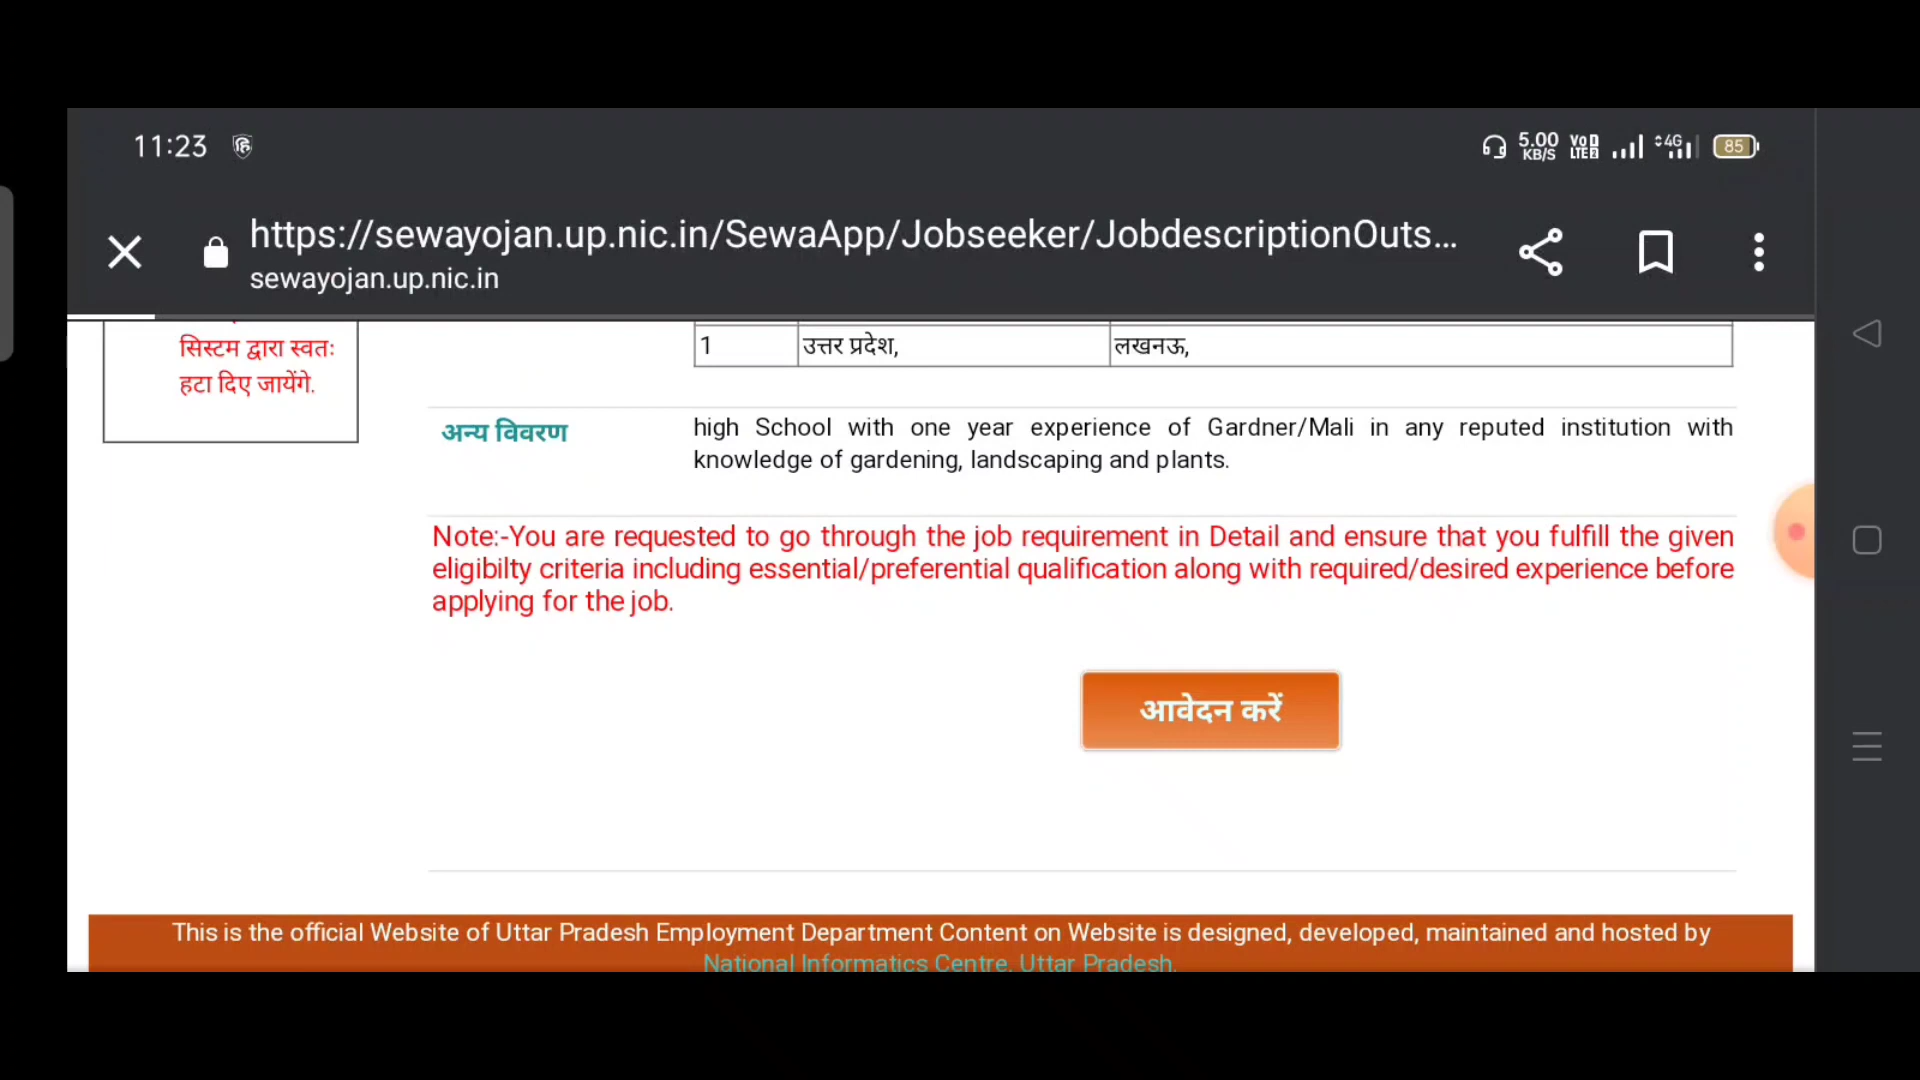 11:23
5.00
KB/S
Vo
LTE
4G
85
https://sewayojan.up.nic.in/SewaApp/Jobseeker/JobdescriptionOuts...
sewayojan.up.nic.in
सिस्टम द्वारा स्वतः
हटा दिए जायेंगे.
1 उत्तर प्रदेश, लखनऊ,
अन्य विवरण
high School with one year experience of Gardner/Mali in any reputed institution with
knowledge of gardening, landscaping and plants.
Note:-You are requested to go through the job requirement in Detail and ensure that you fulfill the given
eligibilty criteria including essential/preferential qualification along with required/desired experience before
applying for the job.
आवेदन करें
This is the official Website of Uttar Pradesh Employment Department Content on Website is designed, developed, maintained and hosted by
National Informatics Centre, Uttar Pradesh.